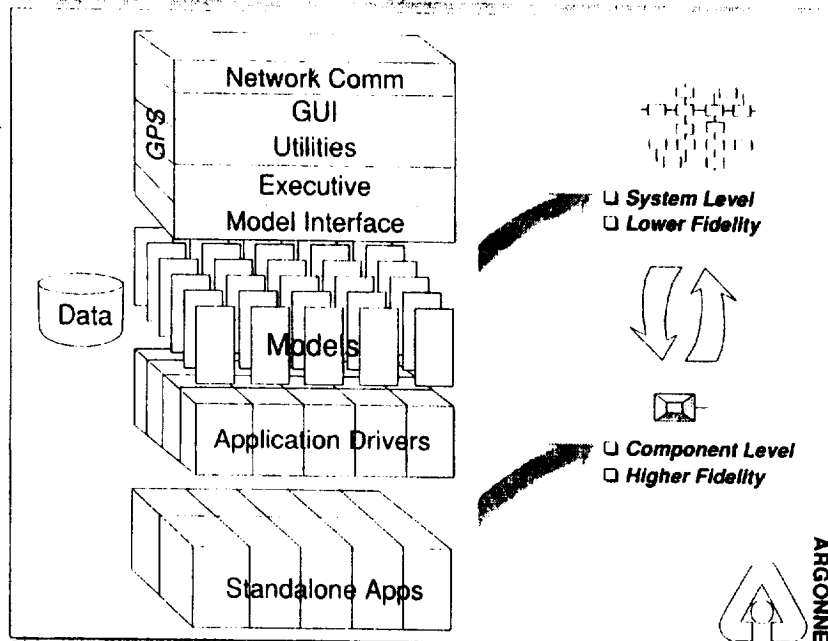 Network Comm
GUI
Utilities
Executive
Model Interface
GPS
Data
Models
Application Drivers
Standalone Apps
❑ System Level
❑ Lower Fidelity
❑ Component Level
❑ Higher Fidelity
ARGONNE